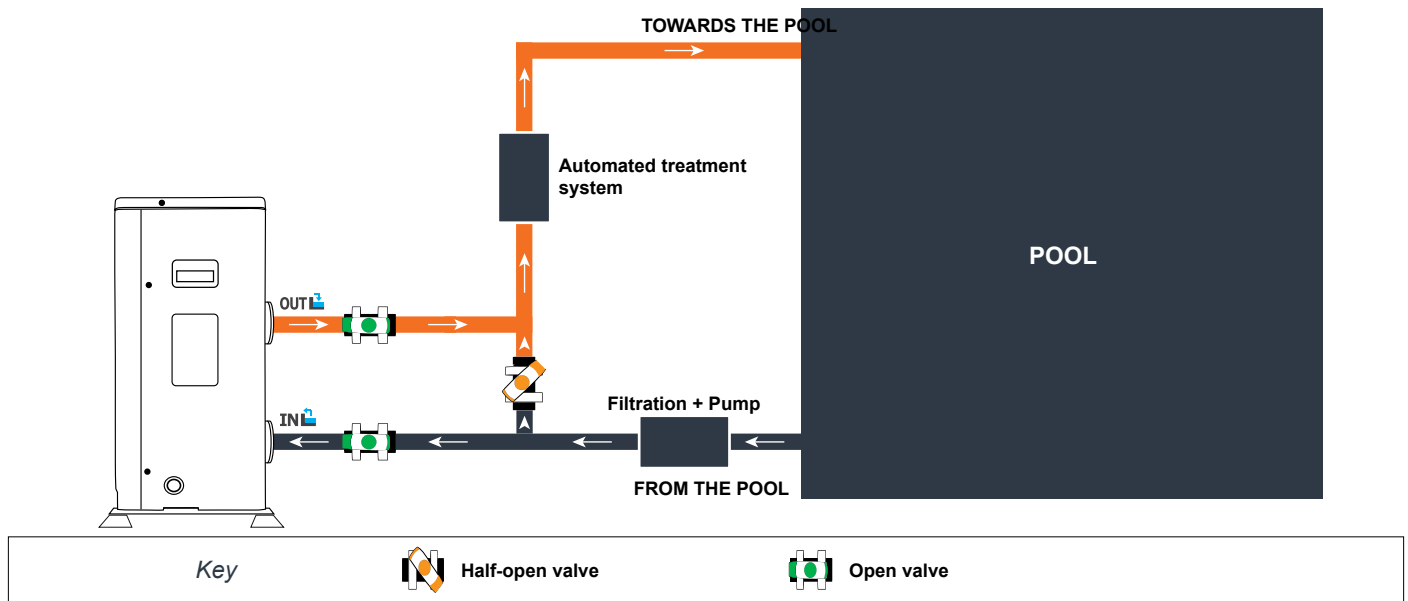 TOWARDS THE POOL
Automated treatment
system
POOL
OUT
IN
Filtration + Pump
FROM THE POOL
Key
Half-open valve
Open valve